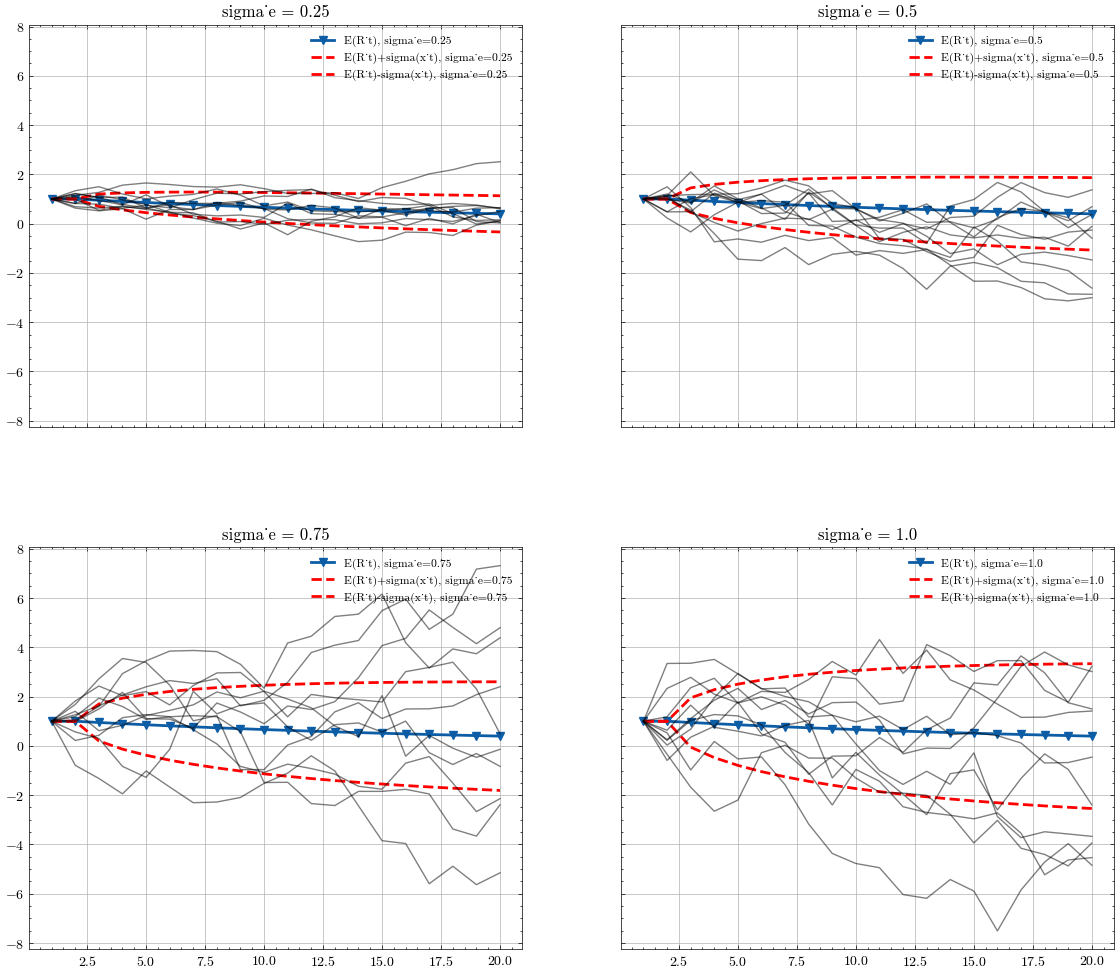 sigma˙e = 0.25
8
6
4
2
0
−2
−4
−6
−8
E(R˙t), sigma˙e=0.25
E(R˙t)+sigma(x˙t), sigma˙e=0.25
E(R˙t)-sigma(x˙t), sigma˙e=0.25
sigma˙e = 0.5
E(R˙t), sigma˙e=0.5
E(R˙t)+sigma(x˙t), sigma˙e=0.5
E(R˙t)-sigma(x˙t), sigma˙e=0.5
sigma˙e = 0.75
8
6
4
2
0
−2
−4
−6
−8
E(R˙t), sigma˙e=0.75
E(R˙t)+sigma(x˙t), sigma˙e=0.75
E(R˙t)-sigma(x˙t), sigma˙e=0.75
2.5 5.0 7.5 10.0 12.5 15.0 17.5 20.0
sigma˙e = 1.0
E(R˙t), sigma˙e=1.0
E(R˙t)+sigma(x˙t), sigma˙e=1.0
E(R˙t)-sigma(x˙t), sigma˙e=1.0
2.5 5.0 7.5 10.0 12.5 15.0 17.5 20.0